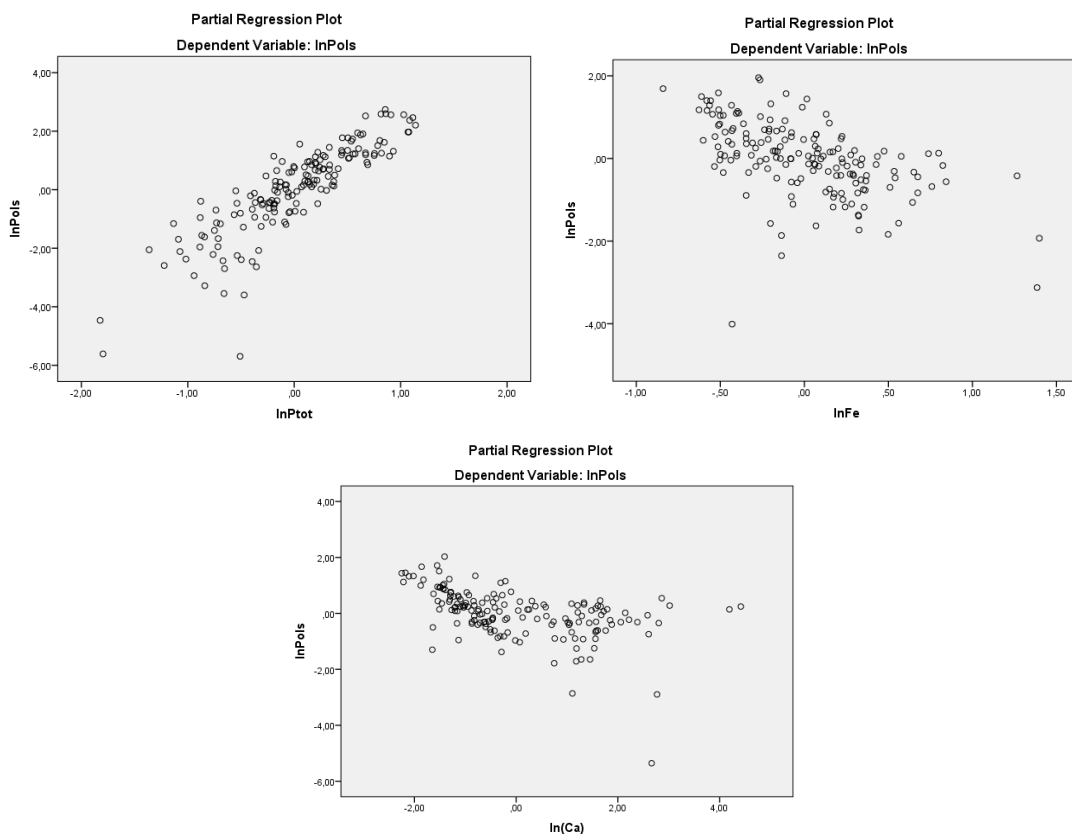 Partial Regression Plot
Dependent Variable: lnPols
4,00
2,00
,00
-2,00
-4,00
-6,00
lnPols
-2,00 -1,00 ,00 1,00 2,00
lnPtot
Partial Regression Plot
Dependent Variable: lnPols
2,00
,00
-2,00
-4,00
lnPols
-1,00 -,50 ,00 ,50 1,00 1,50
lnFe
Partial Regression Plot
Dependent Variable: lnPols
4,00
2,00
,00
-2,00
-4,00
-6,00
lnPols
-2,00 ,00 2,00 4,00
ln(Ca)